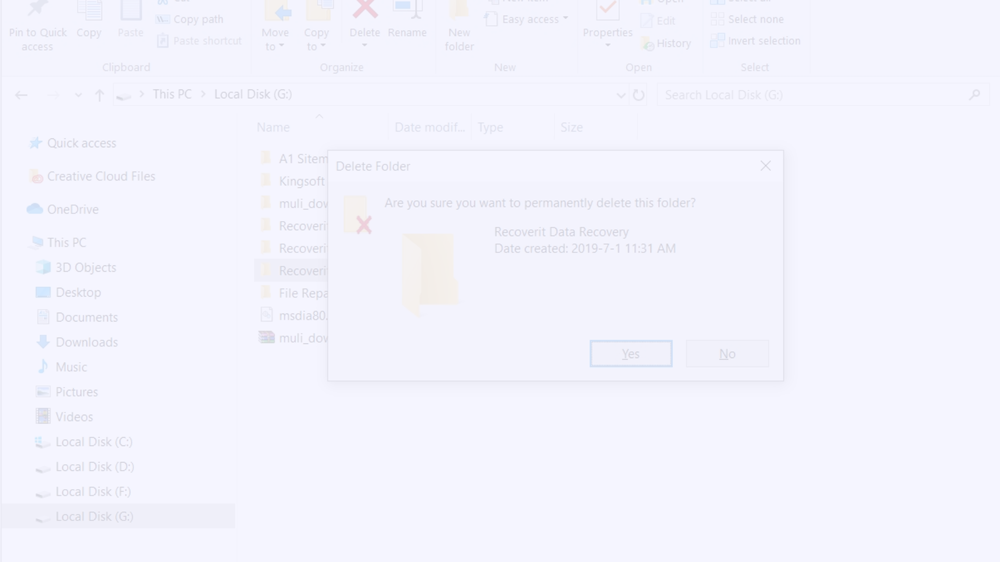 Pin to Quick
access
Copy
Paste
Copy path
Paste shortcut
Clipboard
Move
to
Copy
to
Delete
Rename
Organize
New
folder
Easy access
New
Properties
Open
Edit
History
Open
Select none
Invert selection
Select
This PC
Local Disk (G:)
Search Local Disk (G:)
Name
Date modif...
Type
Size
Quick access
Creative Cloud Files
OneDrive
This PC
3D Objects
Desktop
Documents
Downloads
Music
Pictures
Videos
Local Disk (C:)
Local Disk (D:)
Local Disk (F:)
Local Disk (G:)
A1 Sitem
Kingsoft
muli_dov
Recoveri
Recoveri
Recoveri
File Repa
msdia80.
muli_dov
Delete Folder
Are you sure you want to permanently delete this folder?
Recoverit Data Recovery
Date created: 2019-7-1 11:31 AM
Yes
No